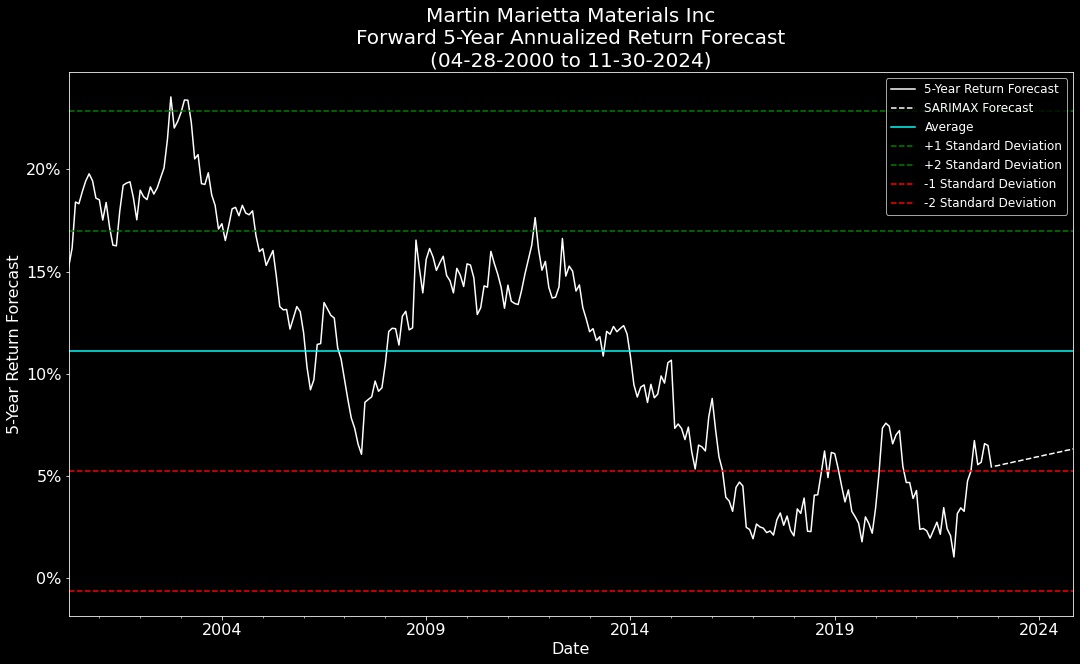 Martin Marietta Materials Inc
Forward 5-Year Annualized Return Forecast
(04-28-2000 to 11-30-2024)
5-Year Return Forecast
SARIMAX Forecast
Average
+1 Standard Deviation
+2 Standard Deviation
-1 Standard Deviation
-2 Standard Deviation
5-Year Return Forecast
20%
15%
10%
5%
0%
2004
2009
2014
2019
2024
Date